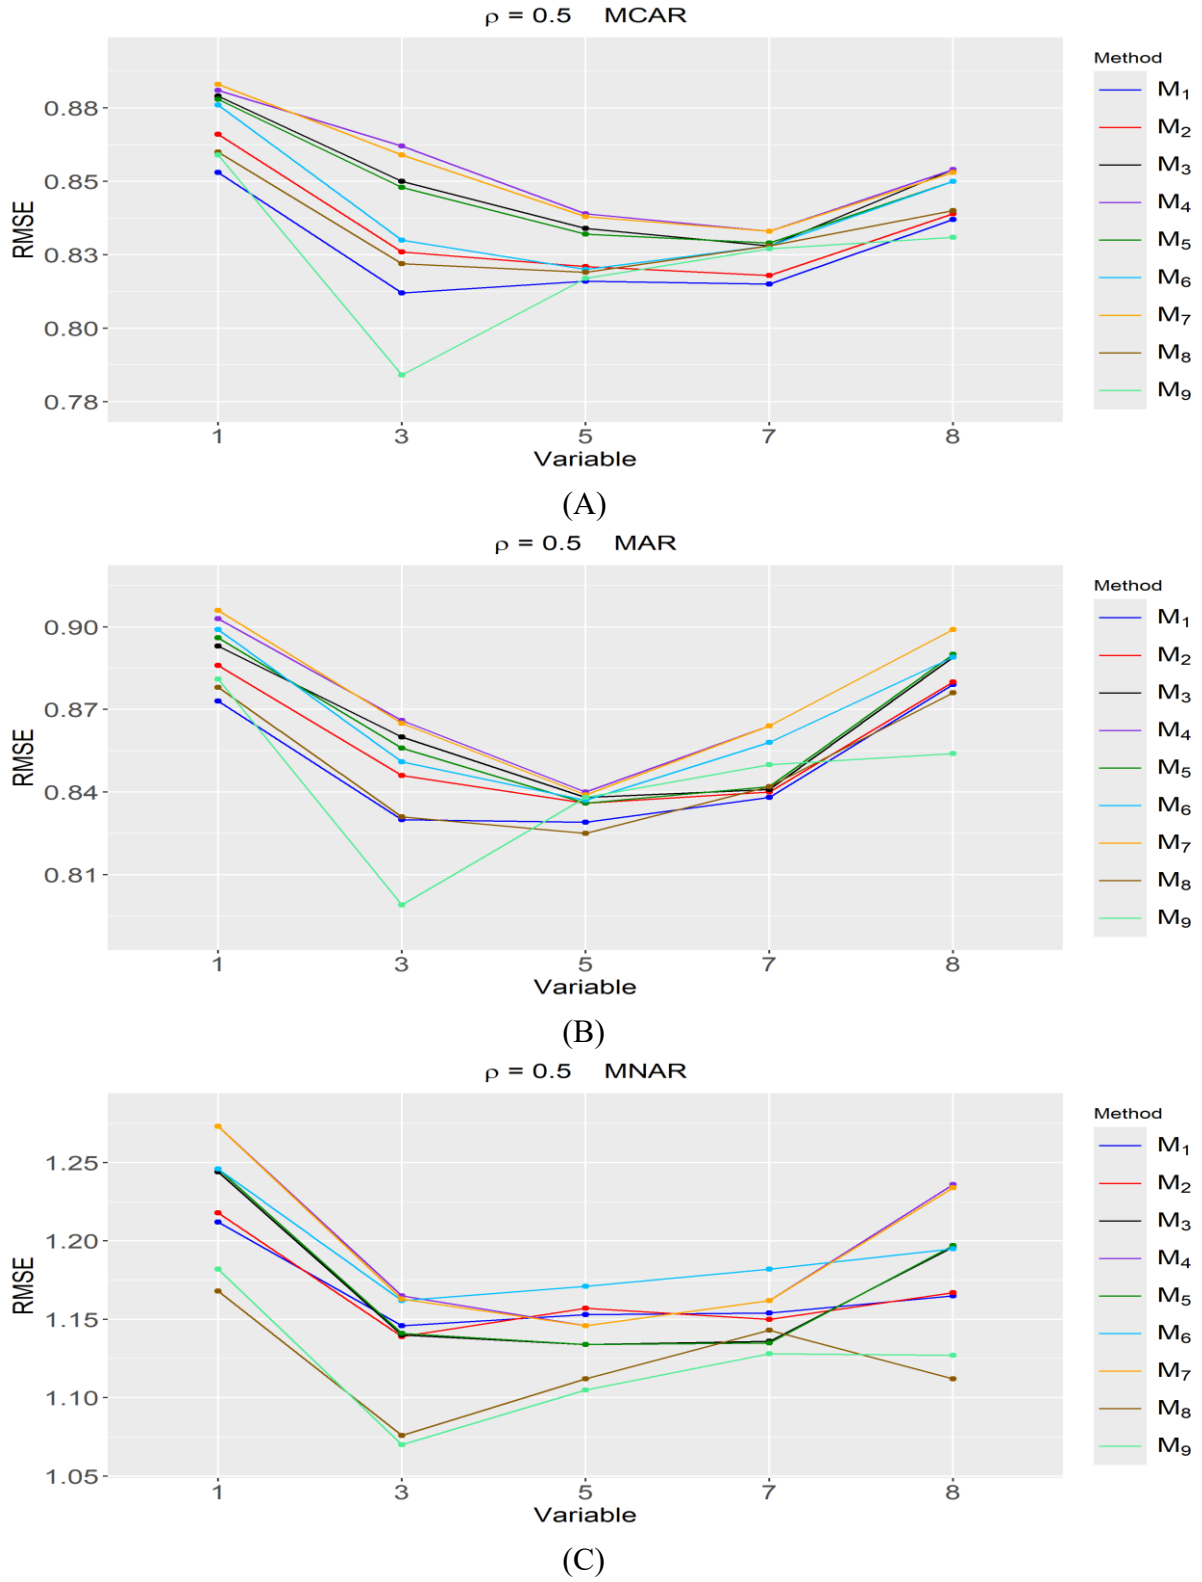 ρ = 0.5 MCAR
RMSE
0.88
0.85
0.83
0.80
0.78
1 3 5 7 8
Variable
Method
M₁
M₂
M₃
M₄
M₅
M₆
M₇
M₈
M₉
(A)
ρ = 0.5 MAR
RMSE
0.90
0.87
0.84
0.81
1 3 5 7 8
Variable
Method
M₁
M₂
M₃
M₄
M₅
M₆
M₇
M₈
M₉
(B)
ρ = 0.5 MNAR
RMSE
1.25
1.20
1.15
1.10
1.05
1 3 5 7 8
Variable
Method
M₁
M₂
M₃
M₄
M₅
M₆
M₇
M₈
M₉
(C)